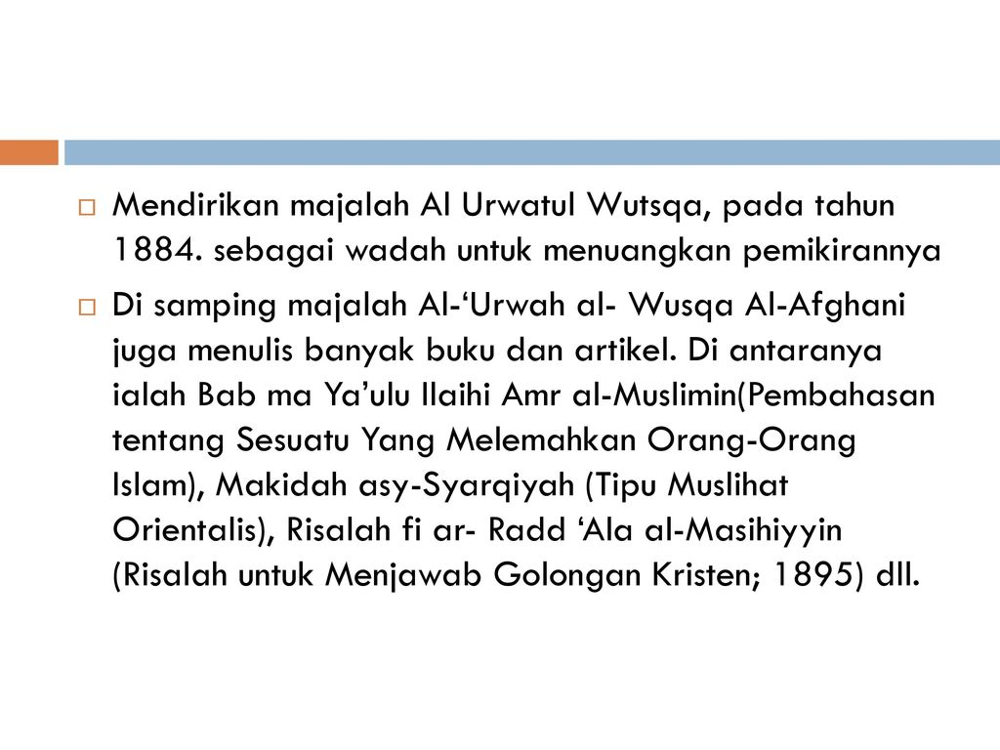 Mendirikan majalah Al Urwatul Wutsqa, pada tahun
1884. sebagai wadah untuk menuangkan pemikirannya
Di samping majalah Al-‘Urwah al- Wusqa Al-Afghani
juga menulis banyak buku dan artikel. Di antaranya
ialah Bab ma Ya’ulu Ilaihi Amr al-Muslimin(Pembahasan
tentang Sesuatu Yang Melemahkan Orang-Orang
Islam), Makidah asy-Syarqiyah (Tipu Muslihat
Orientalis), Risalah fi ar- Radd ‘Ala al-Masihiyyin
(Risalah untuk Menjawab Golongan Kristen; 1895) dll.